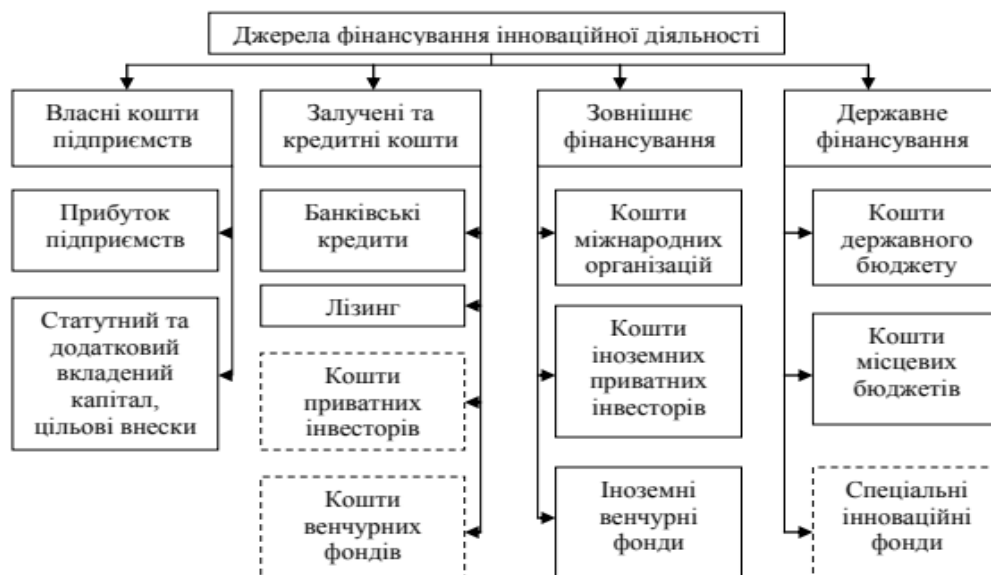 Джерела фінансування інноваційної діяльності
Власні кошти
підприємств
Прибуток
підприємств
Статутний та
додатковий
вкладений
капітал,
цільові внески
Залучені та
кредитні кошти
Банківські
кредити
Лізинг
Кошти
приватних
інвесторів
Кошти
венчурних
фондів
Зовнішнє
фінансування
Кошти
міжнародних
організацій
Кошти
іноземних
приватних
інвесторів
Іноземні
венчурні
фонди
Державне
фінансування
Кошти
державного
бюджету
Кошти
місцевих
бюджетів
Спеціальні
інноваційні
фонди